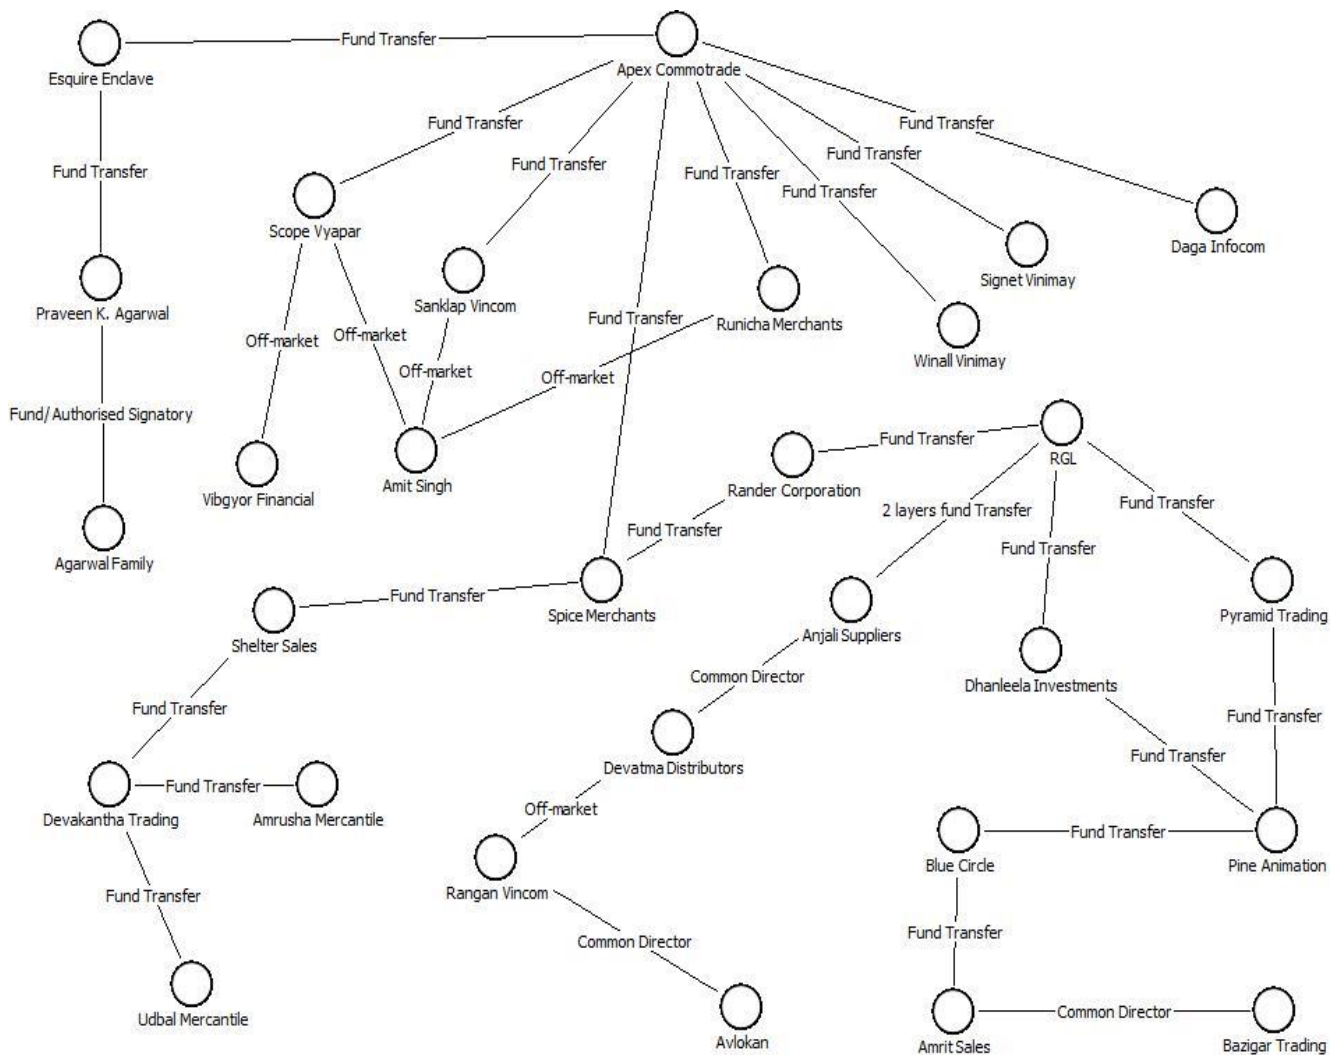 Fund Transfer
Esquire Enclave
Apex Commotrade
Fund Transfer
Fund Transfer
Fund Transfer
Fund Transfer
Fund Transfer
Fund Transfer
Fund Transfer
Fund Transfer
Scope Vyapar
Daga Infocom
Signet Vinimay
Sanklap Vincom
Praveen K. Agarwal
Fund Transfer
Runicha Merchants
Off-market
Off-market
Winall Vinimay
Off-market
Off-market
Fund/Authorised Signatory
Fund Transfer
RGL
Vibgyor Financial
Amit Singh
Rander Corporation
2 layers fund Transfer
Fund Transfer
Fund Transfer
Fund Transfer
Agarwal Family
Fund Transfer
Spice Merchants
Pyramid Trading
Shelter Sales
Anjali Suppliers
Common Director
Dhanleela Investments
Fund Transfer
Fund Transfer
Fund Transfer
Devatma Distributors
Fund Transfer
Off-market
Devakantha Trading
Amrusha Mercantile
Fund Transfer
Blue Circle
Pine Animation
Fund Transfer
Rangan Vincom
Fund Transfer
Common Director
Udbal Mercantile
Common Director
Avlokan
Amrit Sales
Bazigar Trading